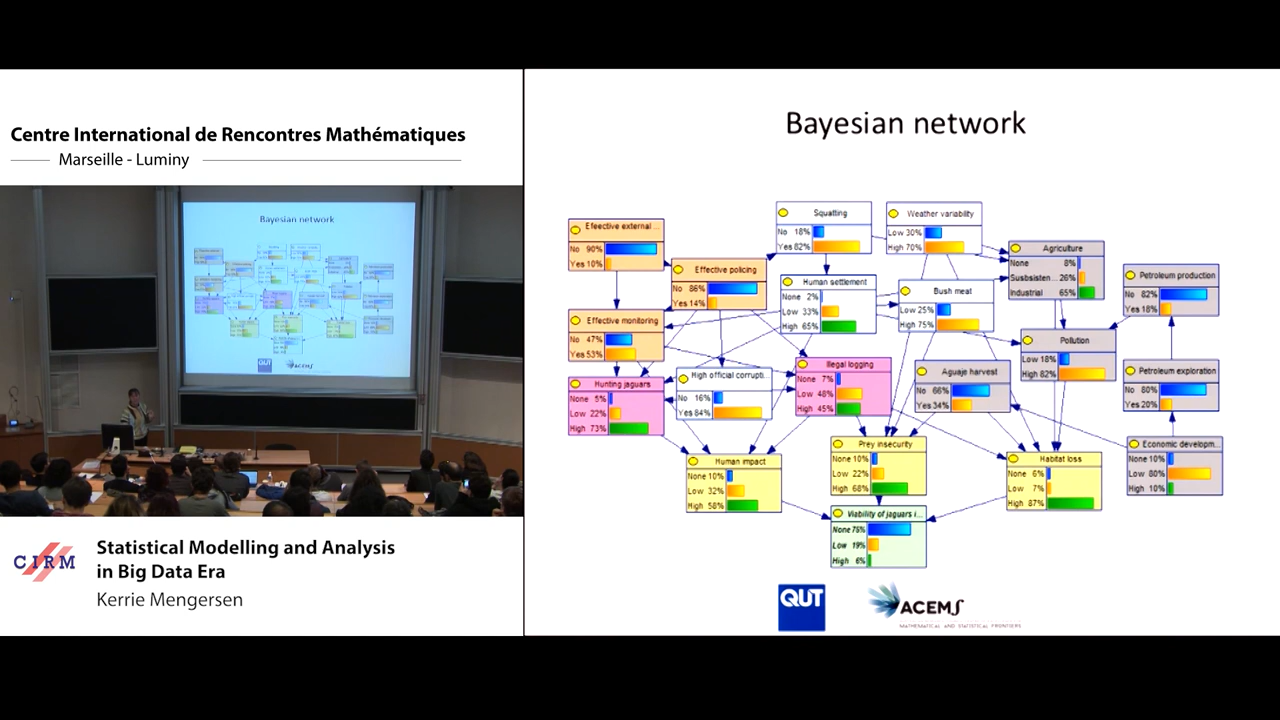 Centre International de Rencontres Mathématiques
Marseille - Luminy
Bayesian network
QUT
CIRM
Statistical Modelling and Analysis
in Big Data Era
Kerrie Mengersen
Bayesian network
Effective external ...
No 90%
Yes 10%
Effective policing
No 86%
Yes 14%
Squatting
No 18%
Yes 82%
Weather variability
Low 30%
High 70%
Agriculture
None 8%
Susbsisten... 26%
Industrial 65%
Petroleum production
No 82%
Yes 18%
Human settlement
None 2%
Low 33%
High 65%
Bush meat
Low 25%
High 75%
Effective monitoring
No 47%
Yes 53%
Pollution
Low 18%
High 82%
Hunting jaguars
None 5%
Low 22%
High 73%
High official corrupti...
No 16%
Yes 84%
Illegal logging
None 7%
Low 48%
High 45%
Aguaje harvest
No 66%
Yes 34%
Petroleum exploration
No 80%
Yes 20%
Human impact
None 10%
Low 32%
High 58%
Prey insecurity
None 10%
Low 22%
High 68%
Habitat loss
None 6%
Low 7%
High 87%
Economic developm...
None 10%
Low 80%
High 10%
Viability of jaguars i...
None 75%
Low 19%
High 6%
QUT
ACEMS
MATHEMATICAL AND STATISTICAL FRONTIERS